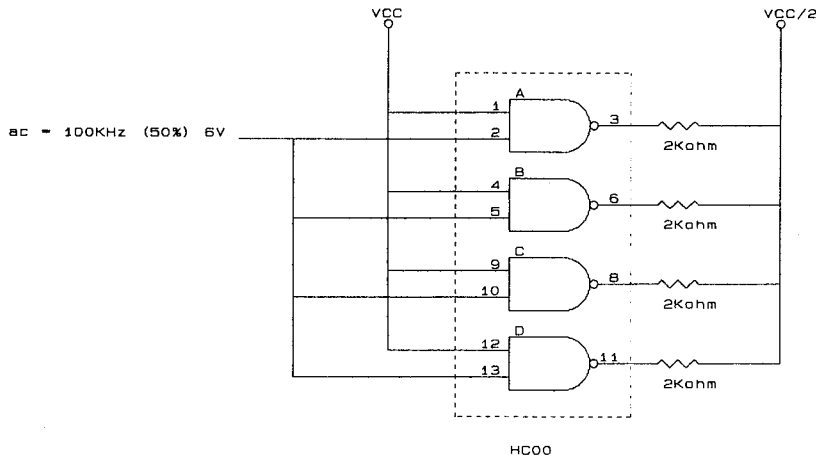 VCC
VCC/2
ac = 100KHz (50%) 6V
A
1
2
3
2Kohm
B
4
5
6
2Kohm
C
9
10
8
2Kohm
D
12
13
11
2Kohm
HC00